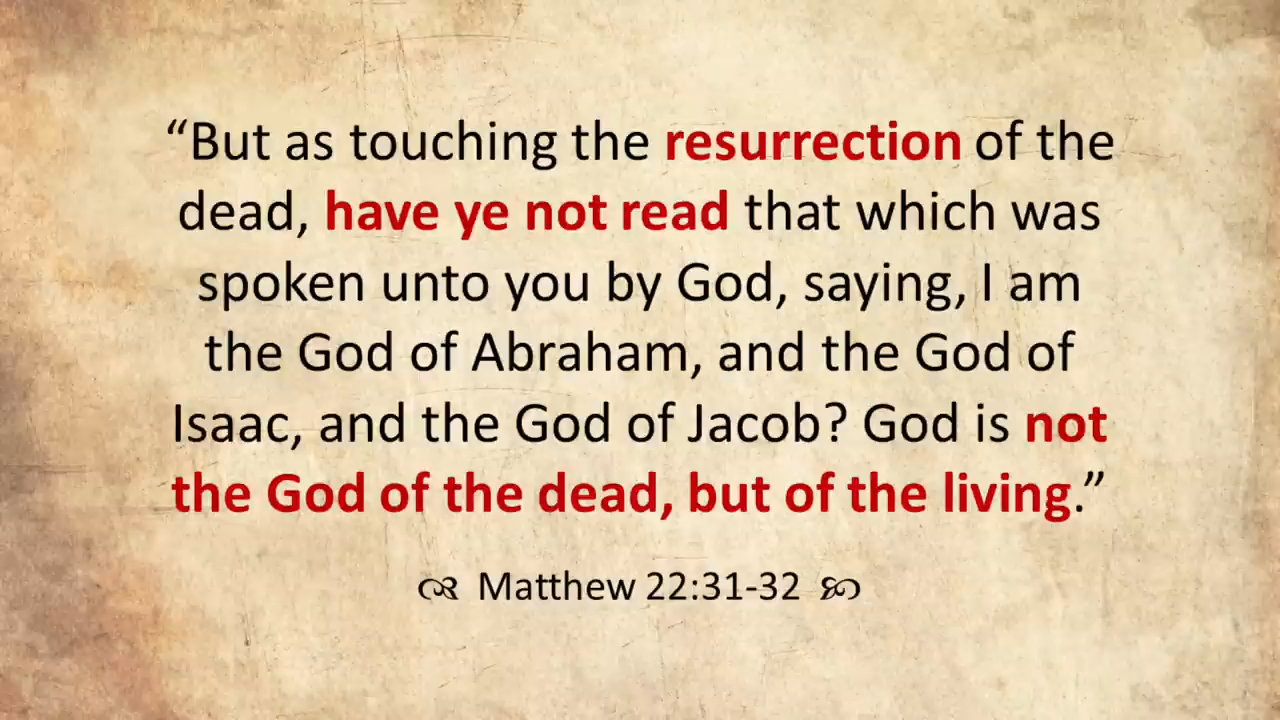 “But as touching the resurrection of the
dead, have ye not read that which was
spoken unto you by God, saying, I am
the God of Abraham, and the God of
Isaac, and the God of Jacob? God is not
the God of the dead, but of the living.”
Matthew 22:31-32